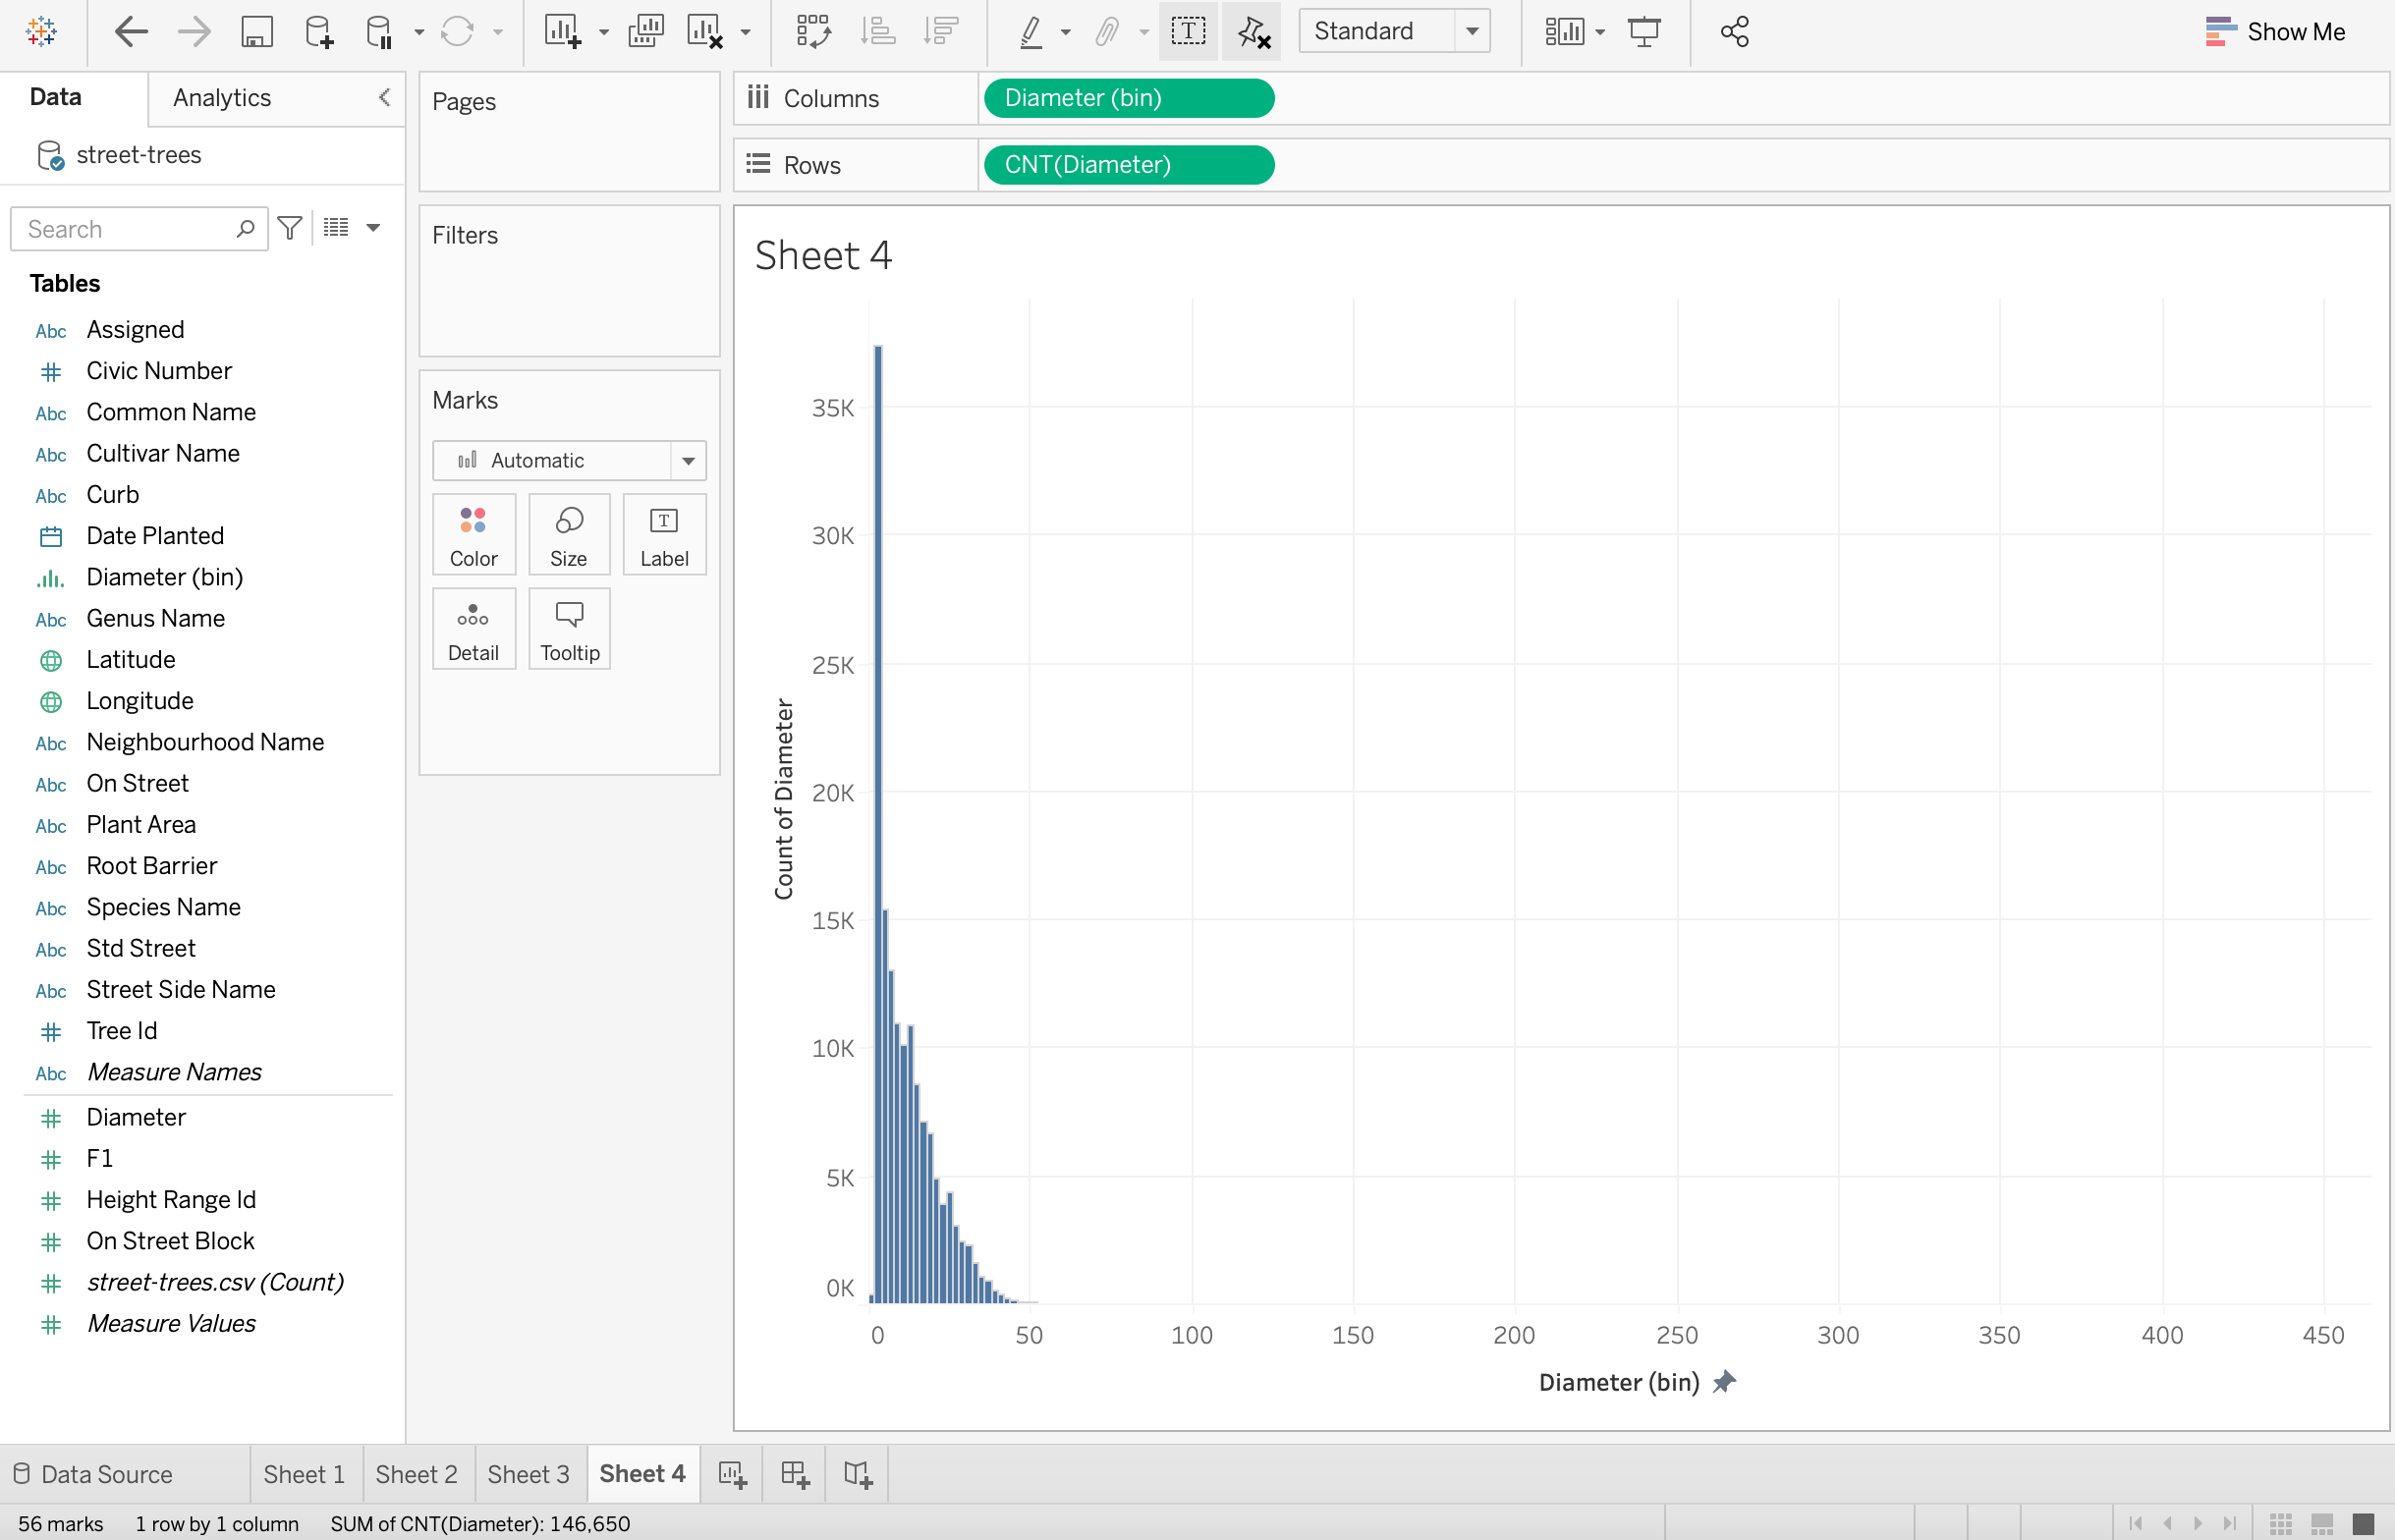 Standard
Show Me
Data
Analytics
street-trees
Search
Tables
Abc Assigned
Civic Number
Abc Common Name
Abc Cultivar Name
Abc Curb
Date Planted
Diameter (bin)
Abc Genus Name
Latitude
Longitude
Abc Neighbourhood Name
Abc On Street
Abc Plant Area
Abc Root Barrier
Abc Species Name
Abc Std Street
Abc Street Side Name
Tree Id
Abc Measure Names
Diameter
F1
Height Range Id
On Street Block
street-trees.csv (Count)
Measure Values
Pages
Filters
Marks
Automatic
Color Size Label
Detail Tooltip
Columns Diameter (bin)
Rows CNT(Diameter)
Sheet 4
35K
30K
25K
20K
15K
10K
5K
0K
Count of Diameter
0 50 100 150 200 250 300 350 400 450
Diameter (bin)
Data Source Sheet 1 Sheet 2 Sheet 3 Sheet 4
56 marks 1 row by 1 column SUM of CNT(Diameter): 146,650